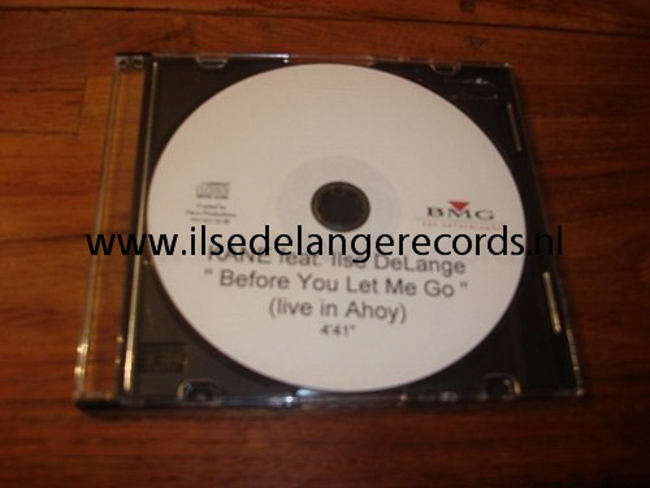 BMG
www.ilsedelangerecords.nl
KANE feat. Ilse DeLange
" Before You Let Me Go "
(live in Ahoy)
4'41"